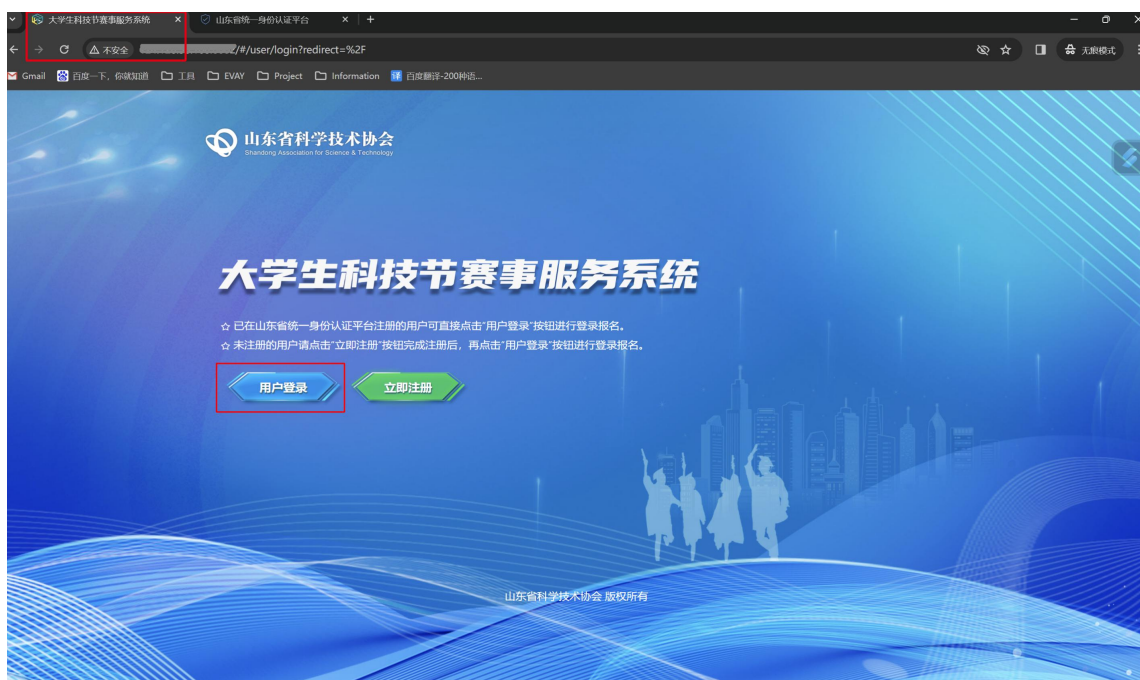 大学生科技节赛事服务系统
山东省统一身份认证平台
不安全
/#/user/login?redirect=%2F
无痕模式
Gmail 百度一下,你就知道 工具 EVAY Project Information 译 百度翻译-200种语...
山东省科学技术协会
Shandong Association for Science & Technology
大学生科技节赛事服务系统
☆ 已在山东省统一身份认证平台注册的用户可直接点击“用户登录”按钮进行登录报名。
☆ 未注册的用户请点击“立即注册”按钮完成注册后，再点击“用户登录”按钮进行登录报名。
用户登录 立即注册
山东省科学技术协会 版权所有